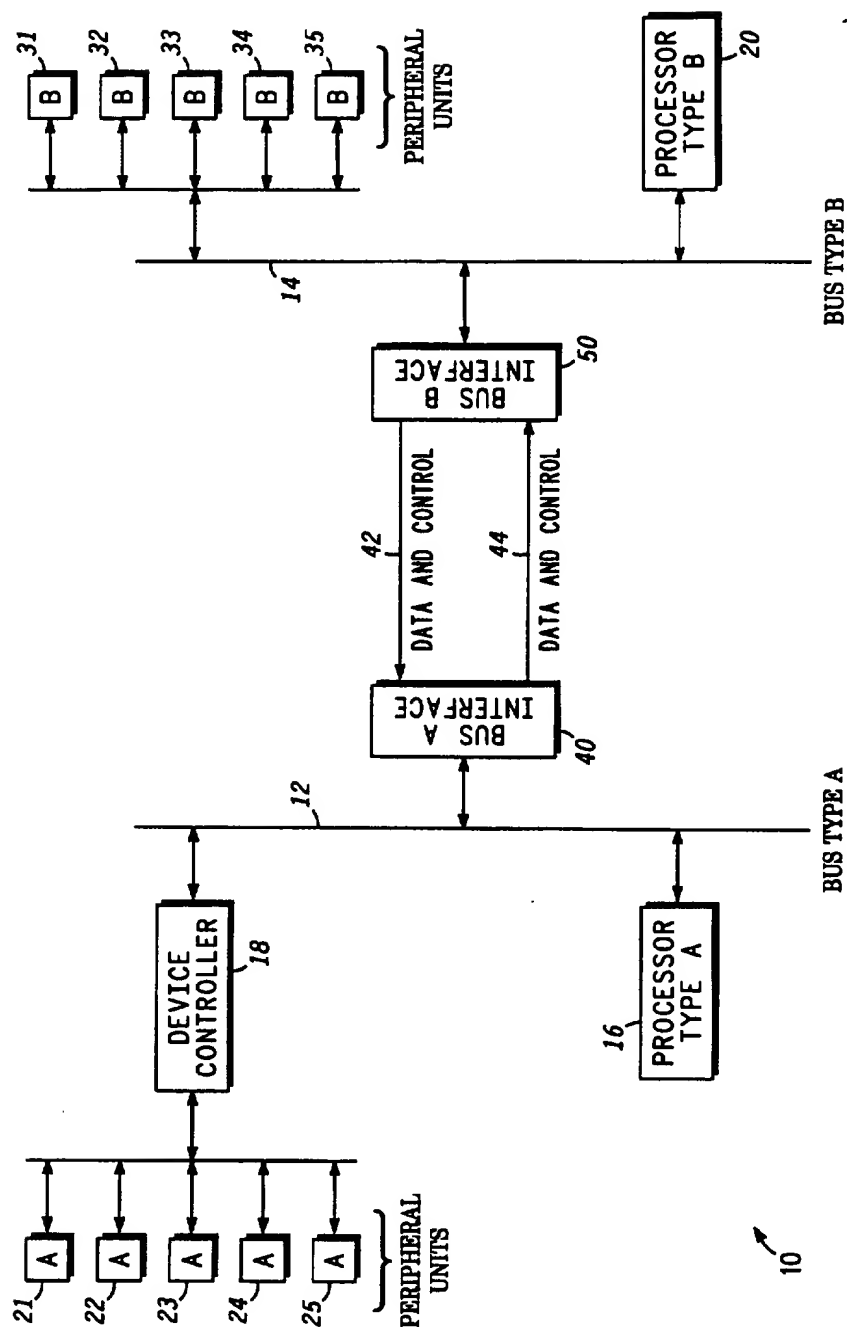 21
A
22
A
23
A
24
A
25
A
PERIPHERAL
UNITS
DEVICE
CONTROLLER
18
31
B
32
B
33
B
34
B
35
B
PERIPHERAL
UNITS
12
14
42
DATA AND CONTROL
BUS A
INTERFACE
40
BUS B
INTERFACE
50
44
DATA AND CONTROL
16
PROCESSOR
TYPE A
PROCESSOR
TYPE B
20
10
BUS TYPE A
BUS TYPE B